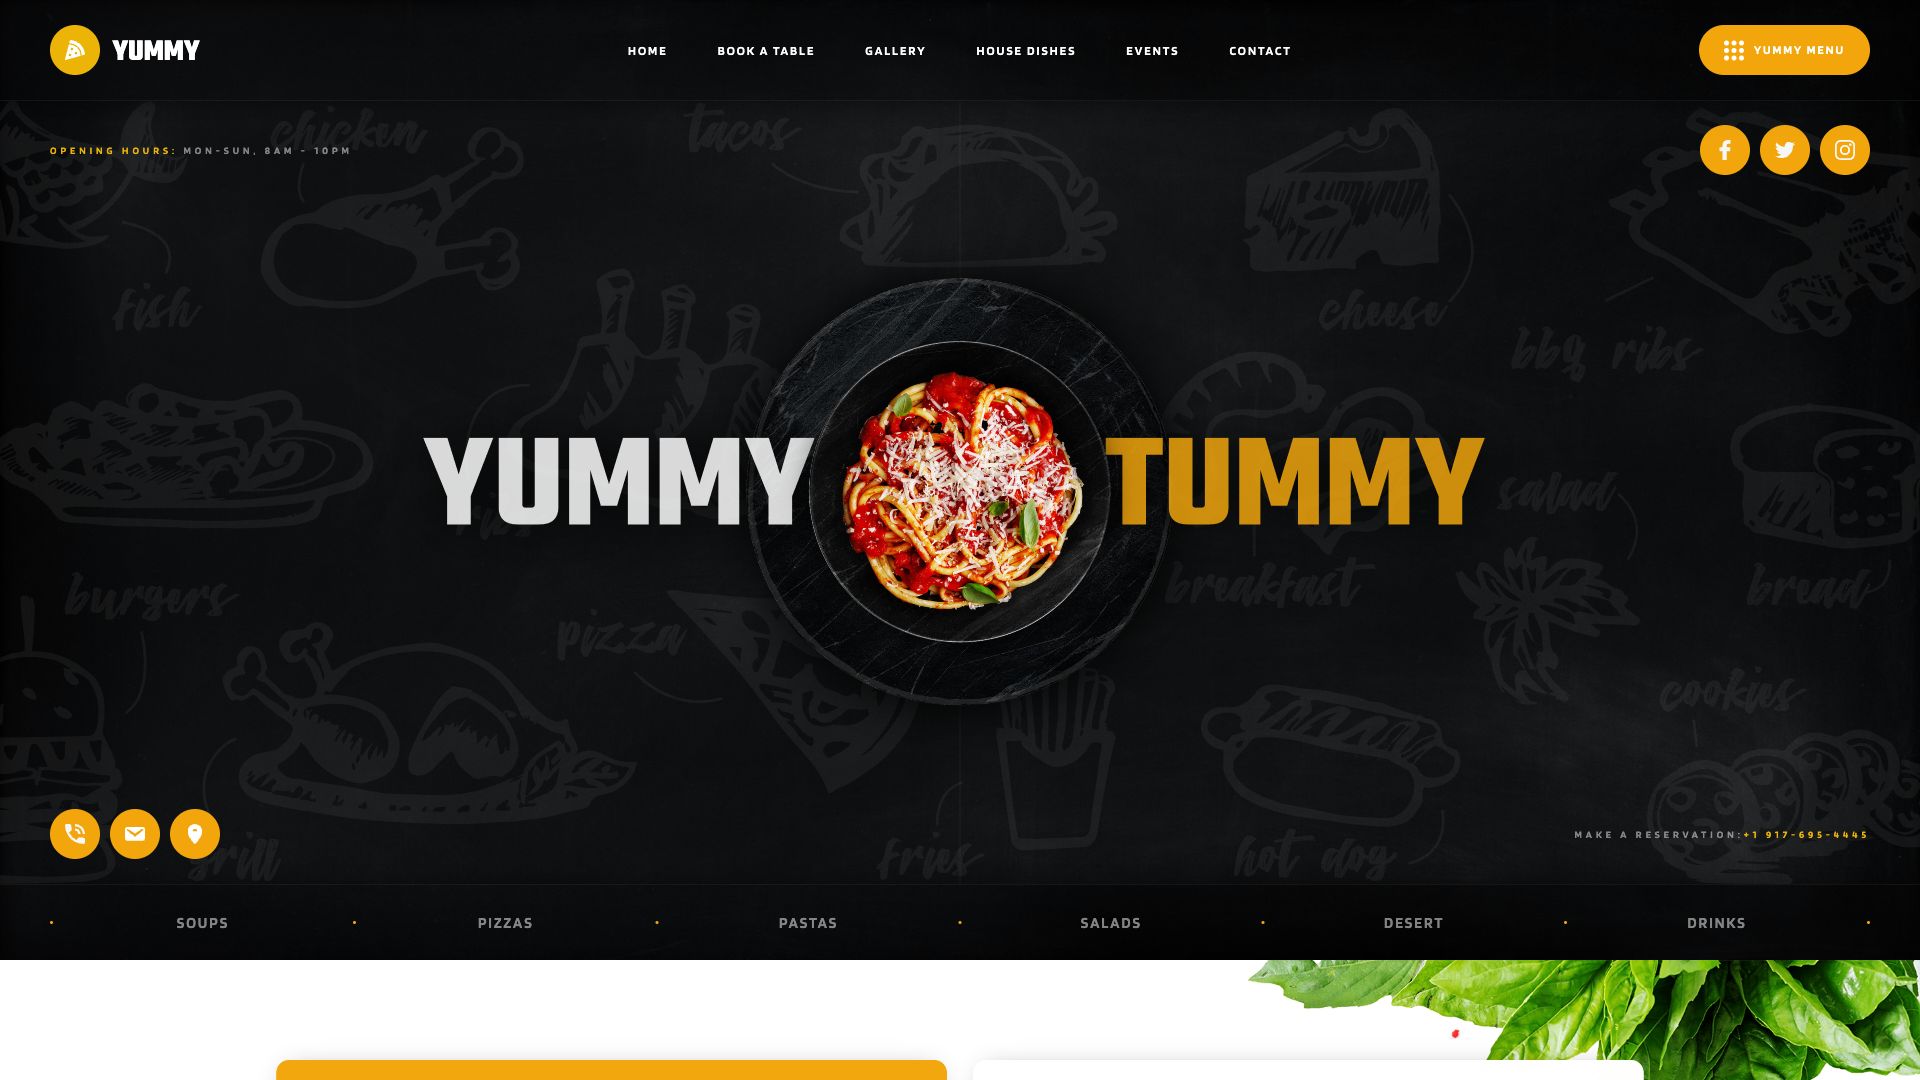 YUMMY
HOME BOOK A TABLE GALLERY HOUSE DISHES EVENTS CONTACT
YUMMY MENU
OPENING HOURS: MON-SUN, 8AM - 10PM
chicken
tacos
fish
cheese
bbq ribs
YUMMY TUMMY
ribs
salad
burgers
breakfast
bread
pizza
cookies
MAKE A RESERVATION:+1 917-695-4445
grill
fries
hot dog
SOUPS PIZZAS PASTAS SALADS DESERT DRINKS